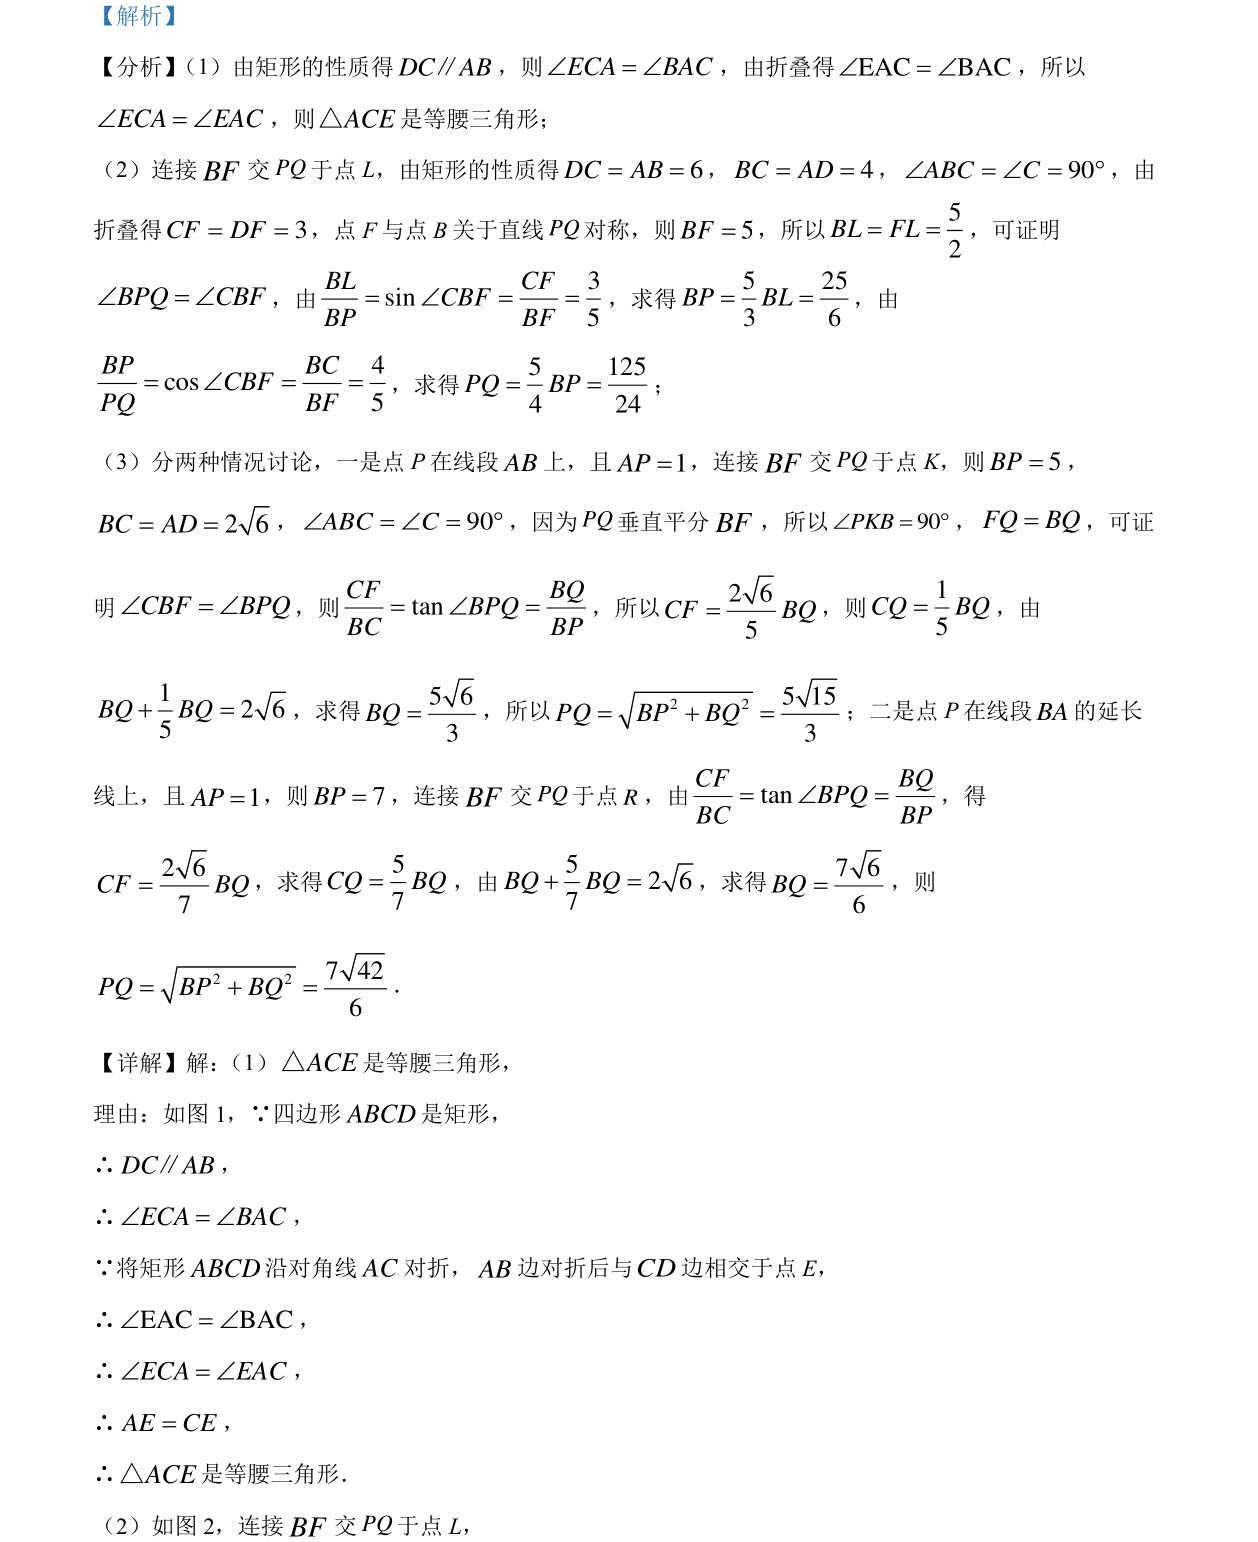 【解析】
【分析】（1）由矩形的性质得 DC∥AB，则∠ECA = ∠BAC，由折叠得∠EAC = ∠BAC，所以
∠ECA = ∠EAC，则△ACE 是等腰三角形；
（2）连接 BF 交 PQ 于点 L，由矩形的性质得 DC = AB = 6，BC = AD = 4，∠ABC = ∠C = 90°，由
折叠得 CF = DF = 3，点 F 与点 B 关于直线 PQ 对称，则 BF = 5，所以 BL = FL = 5/2，可证明
∠BPQ = ∠CBF，由 BL/BP = sin∠CBF = CF/BF = 3/5，求得 BP = 5/3 BL = 25/6，由
BP/PQ = cos∠CBF = BC/BF = 4/5，求得 PQ = 5/4 BP = 125/24；
（3）分两种情况讨论，一是点 P 在线段 AB 上，且 AP = 1，连接 BF 交 PQ 于点 K，则 BP = 5，
BC = AD = 2√6，∠ABC = ∠C = 90°，因为 PQ 垂直平分 BF，所以∠PKB = 90°，FQ = BQ，可证
明∠CBF = ∠BPQ，则 CF/BC = tan∠BPQ = BQ/BP，所以 CF = 2√6/5 BQ，则 CQ = 1/5 BQ，由
BQ + 1/5 BQ = 2√6，求得 BQ = 5√6/3，所以 PQ = √(BP² + BQ²) = 5√15/3；二是点 P 在线段 BA 的延长
线上，且 AP = 1，则 BP = 7，连接 BF 交 PQ 于点 R，由 CF/BC = tan∠BPQ = BQ/BP，得
CF = 2√6/7 BQ，求得 CQ = 5/7 BQ，由 BQ + 5/7 BQ = 2√6，求得 BQ = 7√6/6，则
PQ = √(BP² + BQ²) = 7√42/6．
【详解】解：（1）△ACE 是等腰三角形，
理由：如图 1，∵四边形 ABCD 是矩形，
∴ DC∥AB，
∴ ∠ECA = ∠BAC，
∵将矩形 ABCD 沿对角线 AC 对折，AB 边对折后与 CD 边相交于点 E，
∴ ∠EAC = ∠BAC，
∴ ∠ECA = ∠EAC，
∴ AE = CE，
∴ △ACE 是等腰三角形．
（2）如图 2，连接 BF 交 PQ 于点 L，